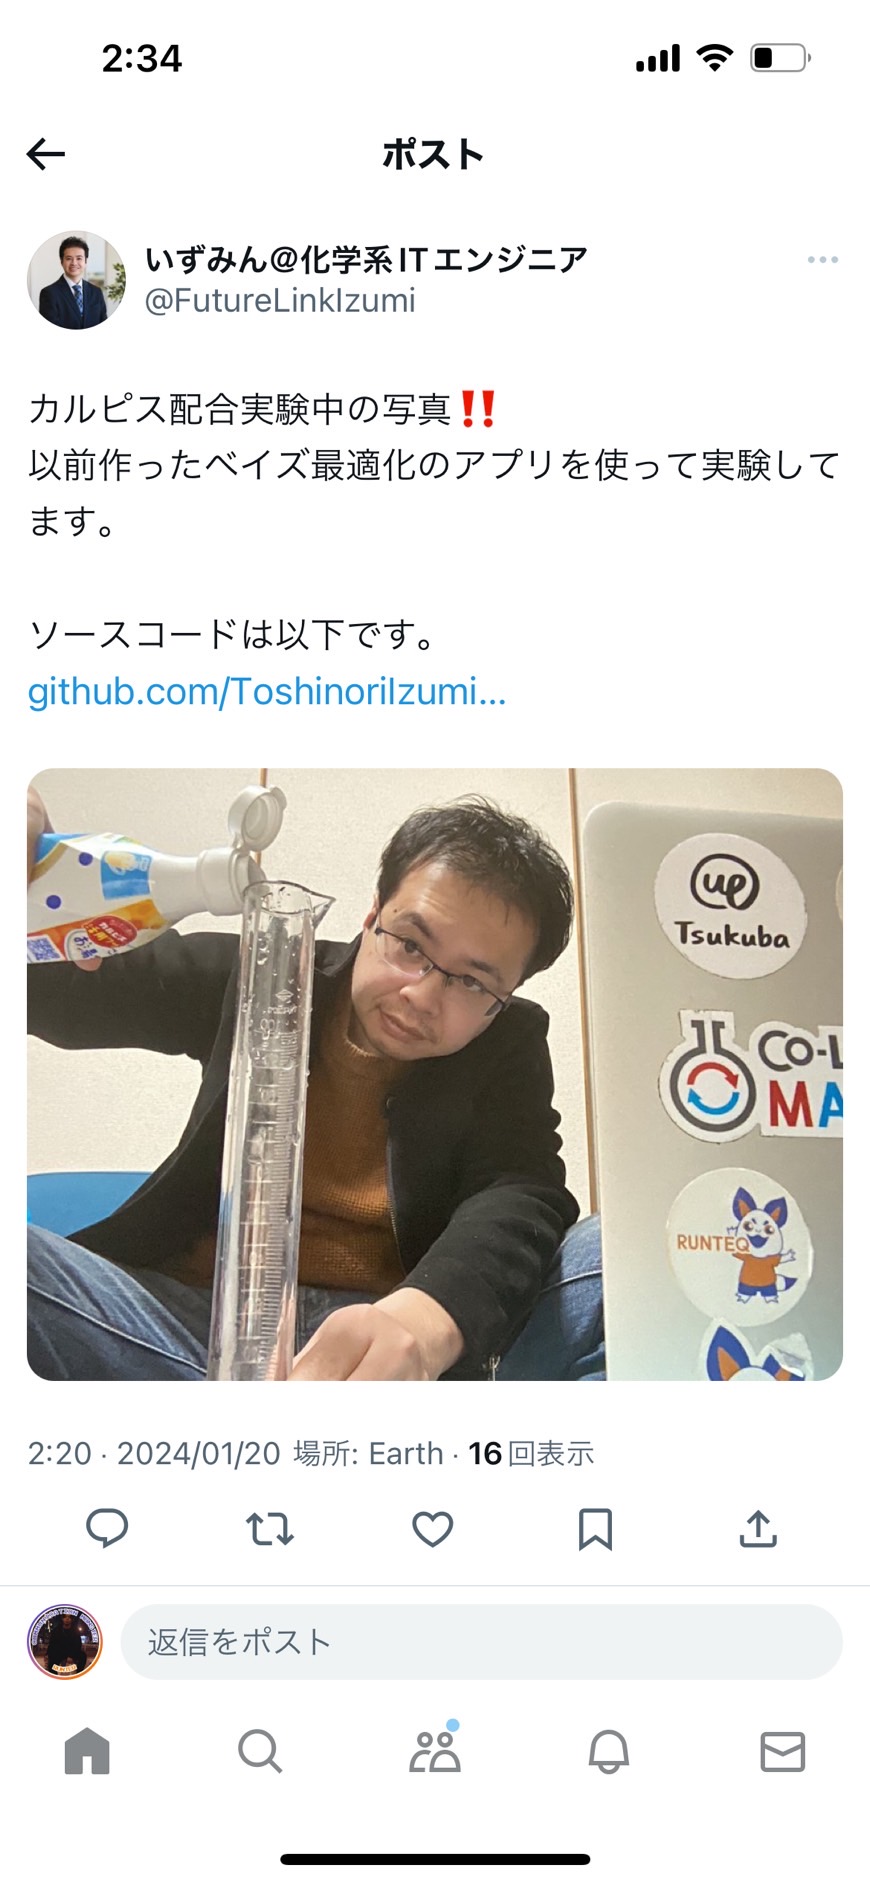 2:34
ポスト
いずみん@化学系ITエンジニア
@FutureLinkIzumi
カルピス配合実験中の写真‼️
以前作ったベイズ最適化のアプリを使って実験して
ます。
ソースコードは以下です。
github.com/ToshinoriIzumi...
up
Tsukuba
CO-L
MA
RUNTEQ
2:20 · 2024/01/20 場所: Earth · 16回表示
返信をポスト